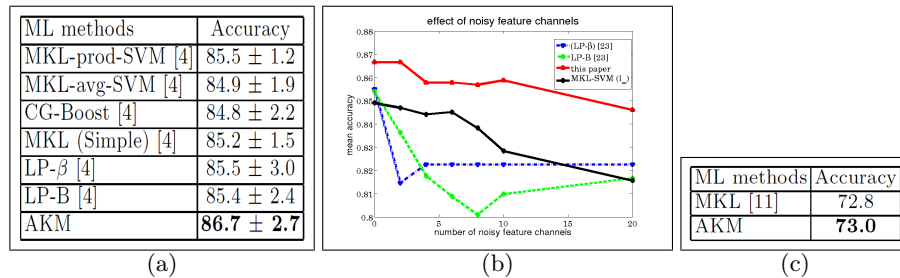 ML methods Accuracy
MKL-prod-SVM [4] 85.5 ± 1.2
MKL-avg-SVM [4] 84.9 ± 1.9
CG-Boost [4] 84.8 ± 2.2
MKL (Simple) [4] 85.2 ± 1.5
LP-β [4] 85.5 ± 3.0
LP-B [4] 85.4 ± 2.4
AKM 86.7 ± 2.7
(a)
effect of noisy feature channels
0.88
0.87
0.86
0.85
0.84
0.83
0.82
0.81
0.8
mean accuracy
(LP-β) [23]
LP-B [23]
this paper
MKL-SVM (l∞)
0 5 10 15 20
number of noisy feature channels
(b)
ML methods Accuracy
MKL [11] 72.8
AKM 73.0
(c)